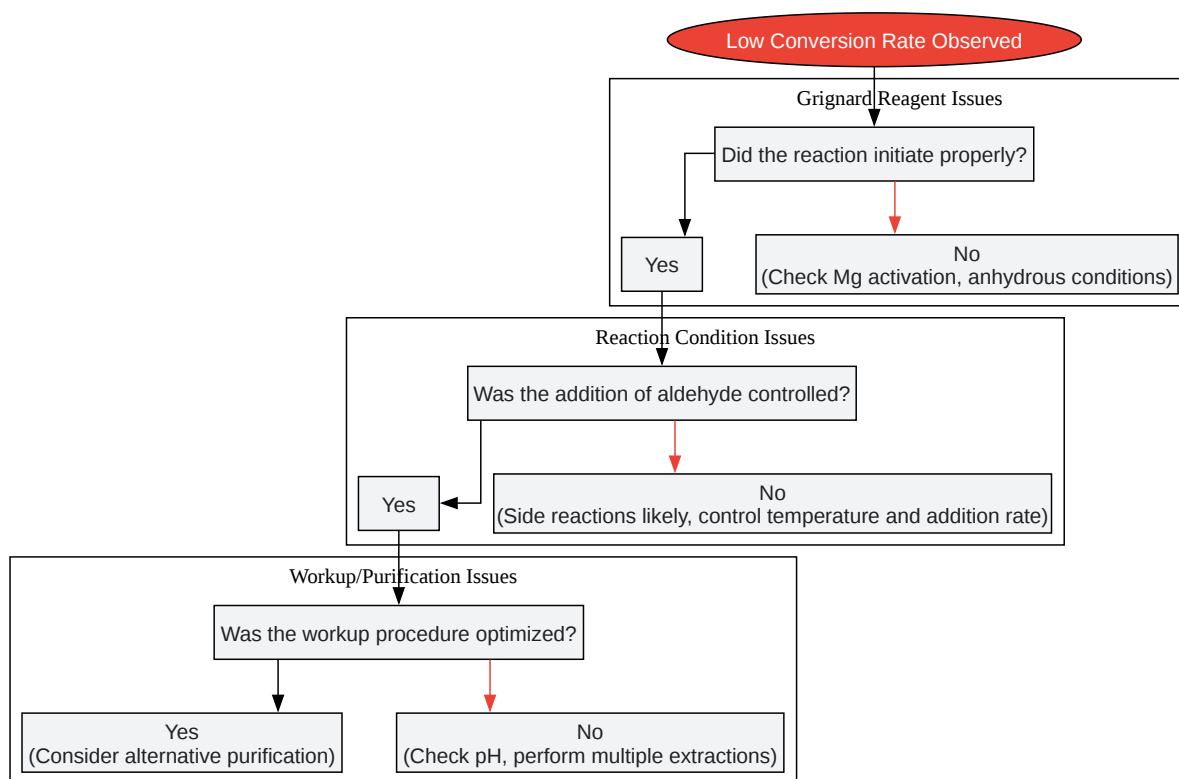 Low Conversion Rate Observed
Grignard Reagent Issues
Did the reaction initiate properly?
Yes
No
(Check Mg activation, anhydrous conditions)
Reaction Condition Issues
Was the addition of aldehyde controlled?
Yes
No
(Side reactions likely, control temperature and addition rate)
Workup/Purification Issues
Was the workup procedure optimized?
Yes
(Consider alternative purification)
No
(Check pH, perform multiple extractions)